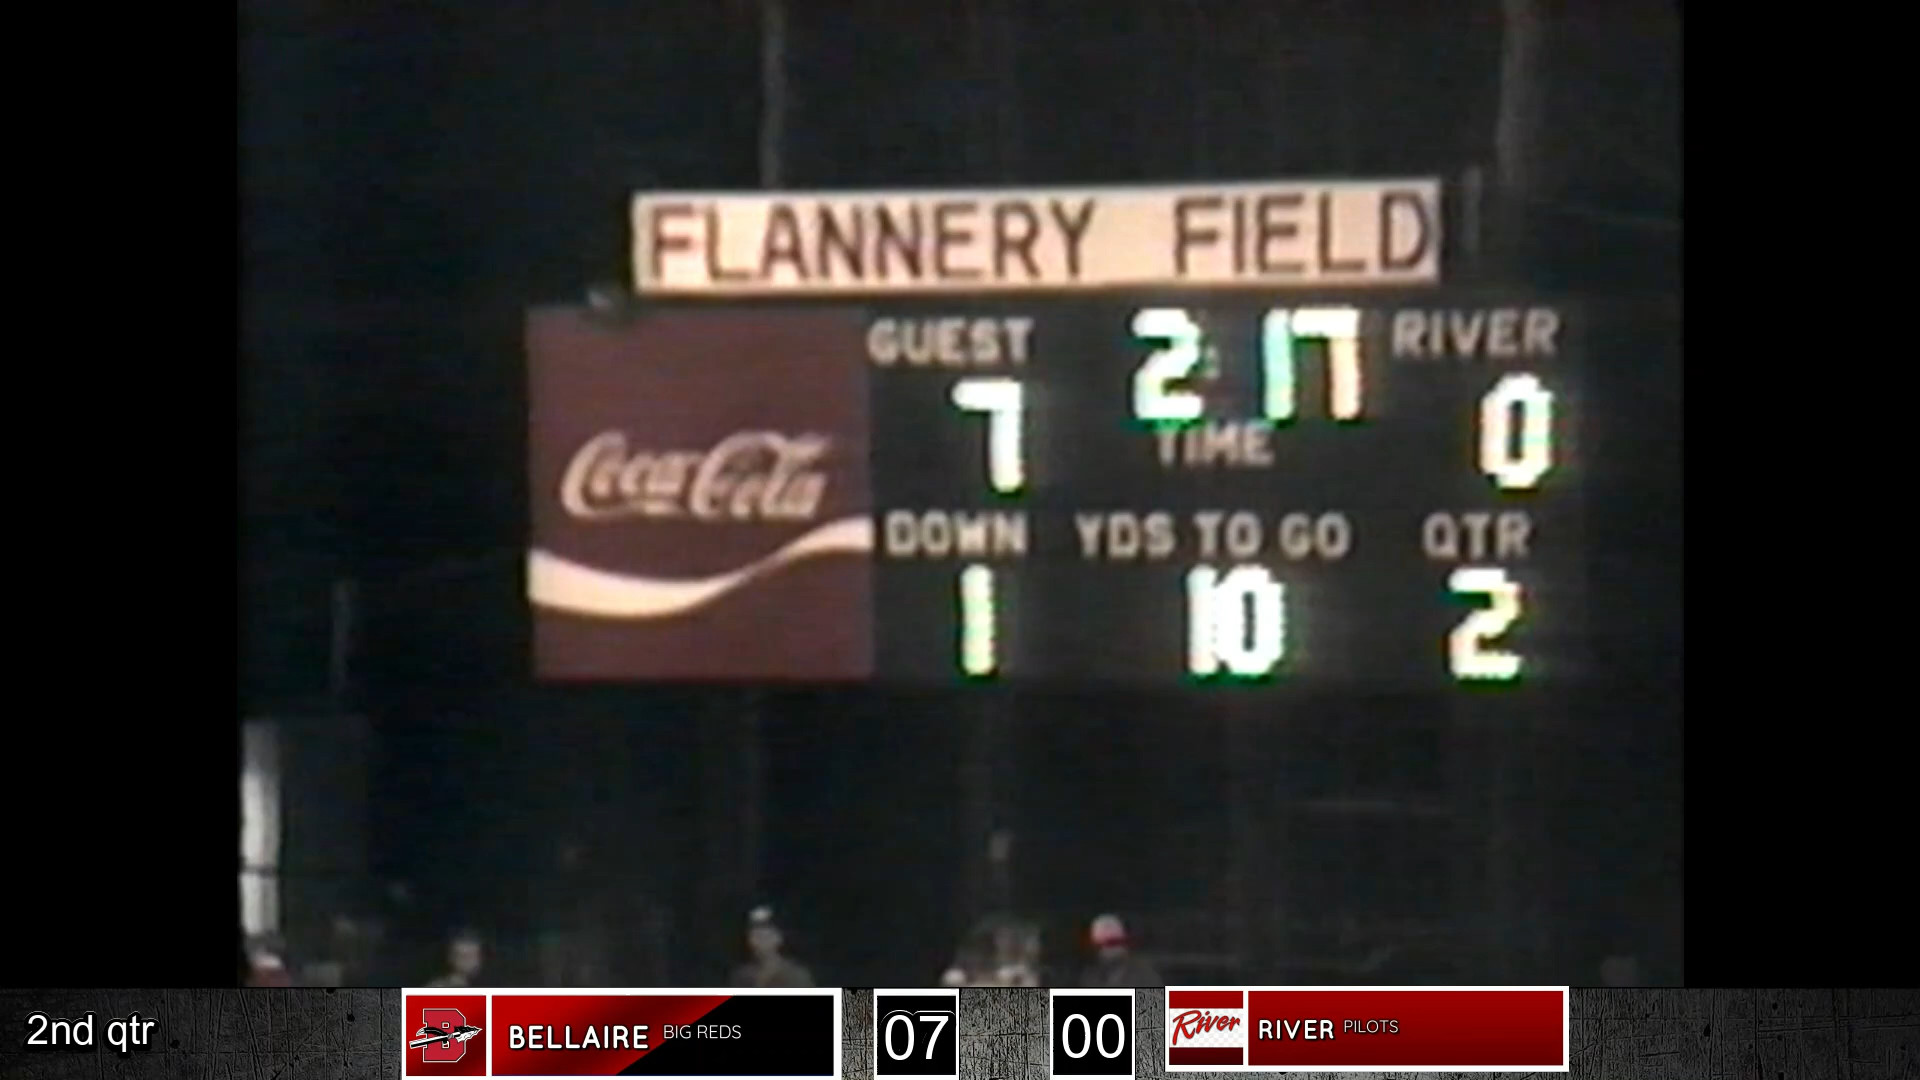 FLANNERY FIELD
GUEST 2:17 RIVER
7 TIME 0
Coca-Cola
DOWN YDS TO GO QTR
1 10 2
2nd qtr B BELLAIRE BIG REDS 07 00 River RIVER PILOTS